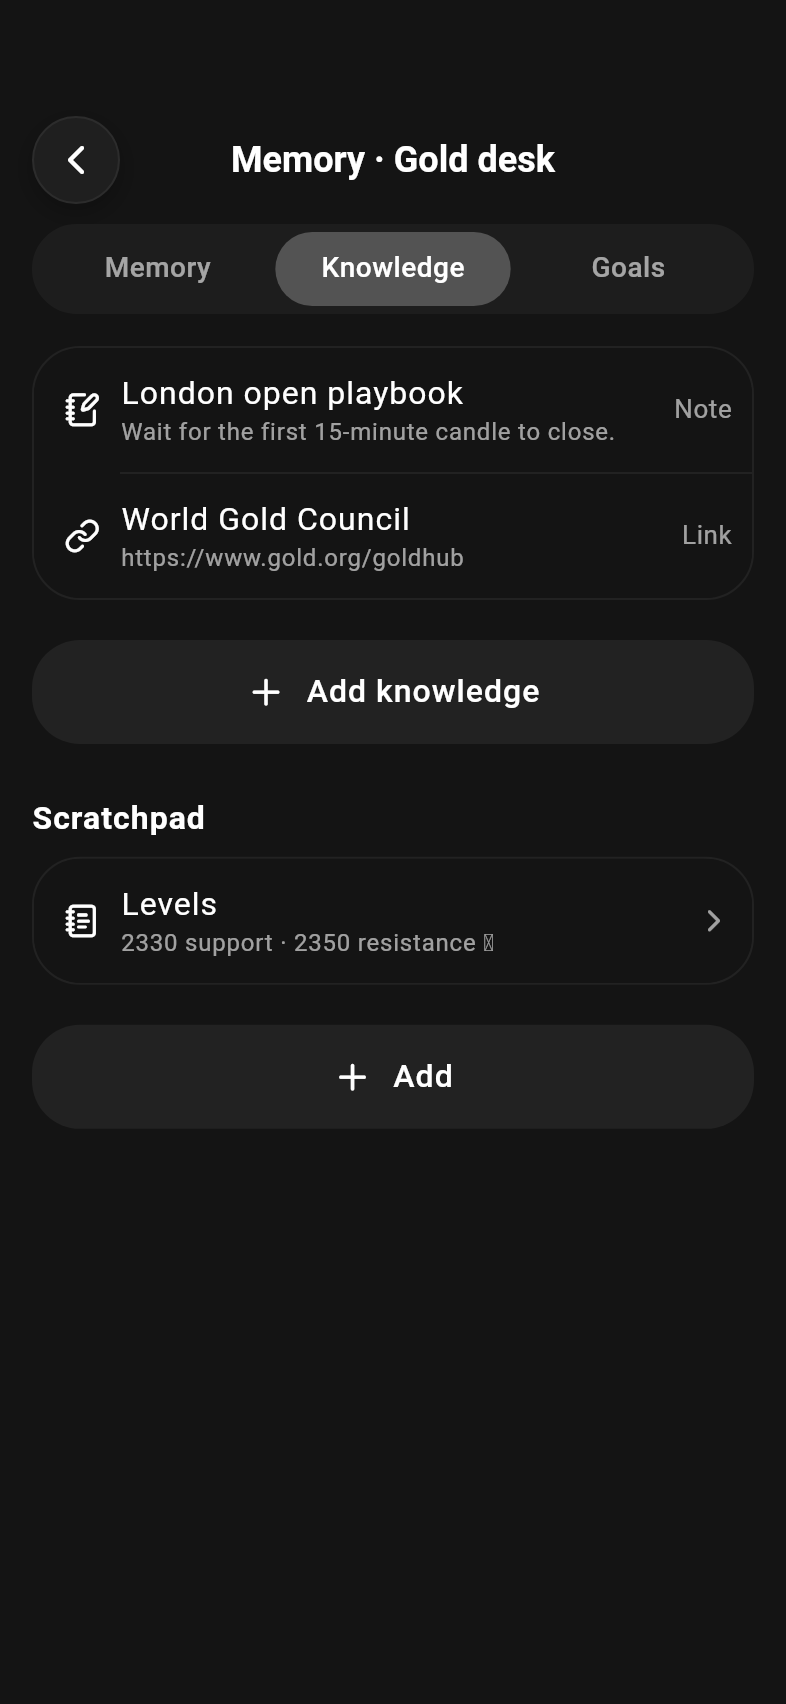 Memory · Gold desk
Memory
Knowledge
Goals
London open playbook
Note
Wait for the first 15-minute candle to close.
World Gold Council
Link
https://www.gold.org/goldhub
Add knowledge
Scratchpad
Levels
2330 support · 2350 resistance
Add